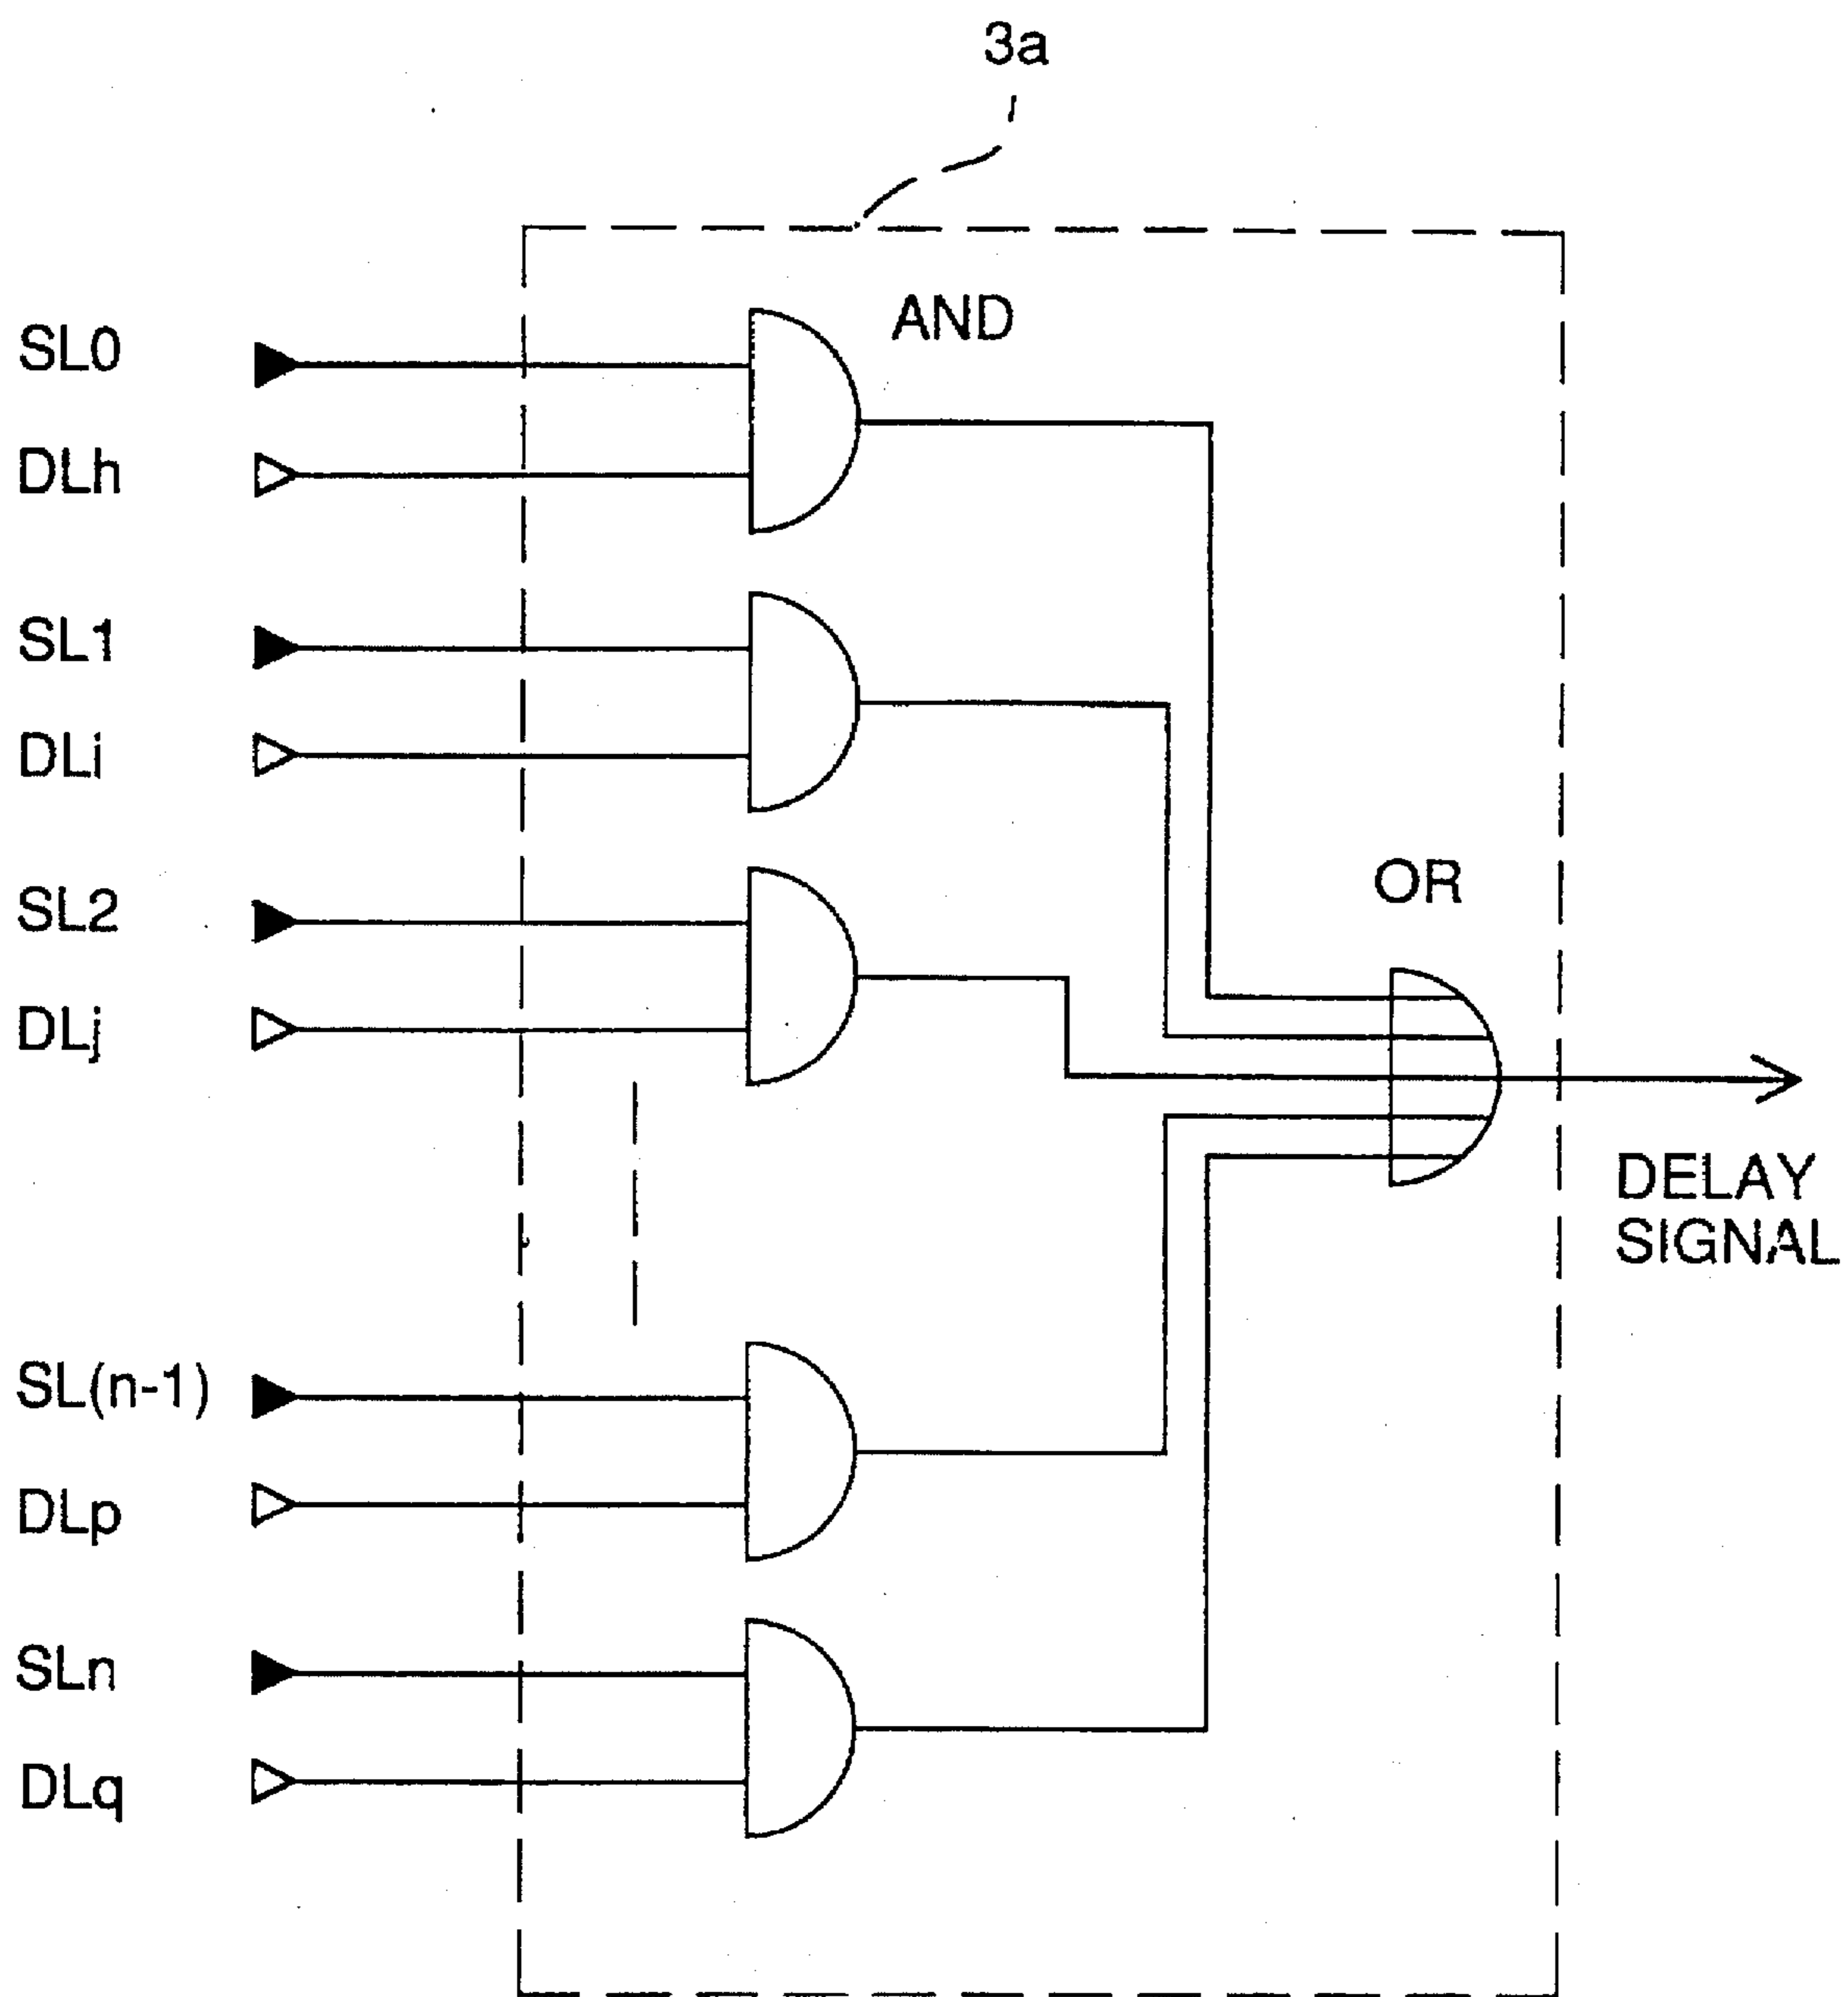 3a
AND
SL0
DLh
SL1
DLi
SL2
DLj
OR
DELAY
SIGNAL
SL(n-1)
DLp
SLn
DLq